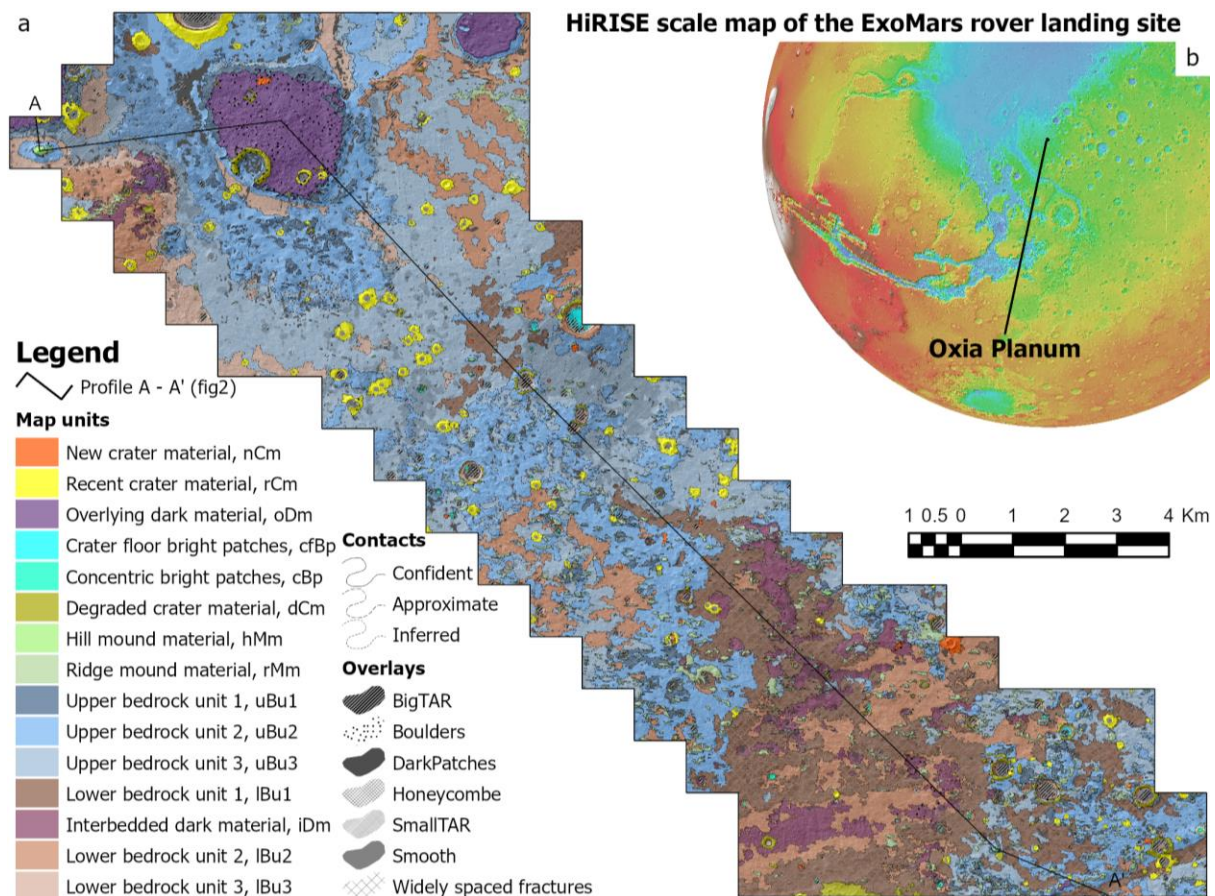 a
HiRISE scale map of the ExoMars rover landing site
b
A
Oxia Planum
Legend
Profile A - A' (fig2)
Map units
New crater material, nCm
Recent crater material, rCm
Overlying dark material, oDm
Crater floor bright patches, cfBp
Concentric bright patches, cBp
Degraded crater material, dCm
Hill mound material, hMm
Ridge mound material, rMm
Upper bedrock unit 1, uBu1
Upper bedrock unit 2, uBu2
Upper bedrock unit 3, uBu3
Lower bedrock unit 1, lBu1
Interbedded dark material, iDm
Lower bedrock unit 2, lBu2
Lower bedrock unit 3, lBu3
Contacts
Confident
Approximate
Inferred
Overlays
BigTAR
Boulders
DarkPatches
Honeycombe
SmallTAR
Smooth
Widely spaced fractures
1 0.5 0 1 2 3 4 Km
A'